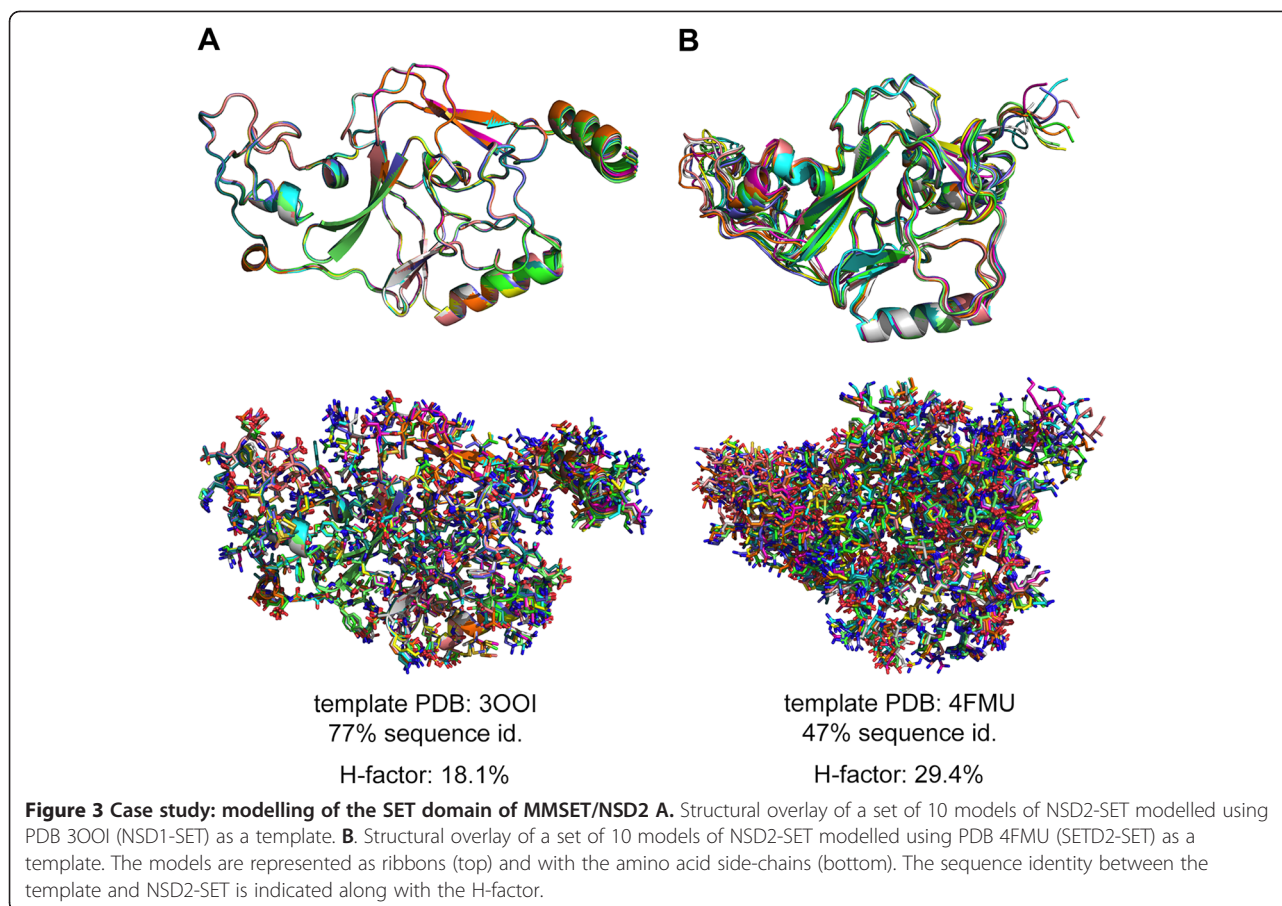 A
B
template PDB: 3OOI
77% sequence id.
H-factor: 18.1%
template PDB: 4FMU
47% sequence id.
H-factor: 29.4%
Figure 3 Case study: modelling of the SET domain of MMSET/NSD2 A. Structural overlay of a set of 10 models of NSD2-SET modelled using
PDB 3OOI (NSD1-SET) as a template. B. Structural overlay of a set of 10 models of NSD2-SET modelled using PDB 4FMU (SETD2-SET) as a
template. The models are represented as ribbons (top) and with the amino acid side-chains (bottom). The sequence identity between the
template and NSD2-SET is indicated along with the H-factor.